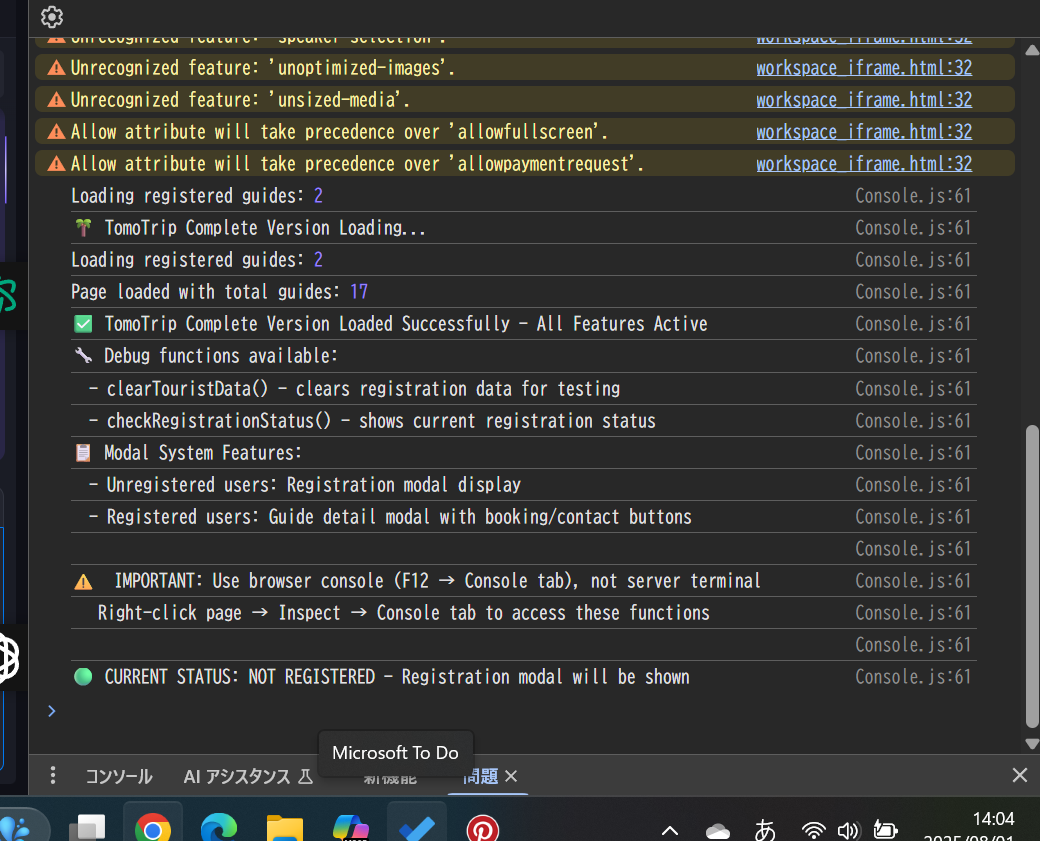 Unrecognized feature: 'speaker-selection'. workspace_iframe.html:32
Unrecognized feature: 'unoptimized-images'. workspace_iframe.html:32
Unrecognized feature: 'unsized-media'. workspace_iframe.html:32
Allow attribute will take precedence over 'allowfullscreen'. workspace_iframe.html:32
Allow attribute will take precedence over 'allowpaymentrequest'. workspace_iframe.html:32
Loading registered guides: 2 Console.js:61
🌴 TomoTrip Complete Version Loading... Console.js:61
Loading registered guides: 2 Console.js:61
Page loaded with total guides: 17 Console.js:61
✅ TomoTrip Complete Version Loaded Successfully - All Features Active Console.js:61
🔧 Debug functions available: Console.js:61
- clearTouristData() - clears registration data for testing Console.js:61
- checkRegistrationStatus() - shows current registration status Console.js:61
📋 Modal System Features: Console.js:61
- Unregistered users: Registration modal display Console.js:61
- Registered users: Guide detail modal with booking/contact buttons Console.js:61
Console.js:61
⚠️ IMPORTANT: Use browser console (F12 → Console tab), not server terminal Console.js:61
Right-click page → Inspect → Console tab to access these functions Console.js:61
Console.js:61
🟢 CURRENT STATUS: NOT REGISTERED - Registration modal will be shown Console.js:61
>
Microsoft To Do
コンソール AI アシスタンス 新機能 問題 ×
あ 14:04
2025/08/01